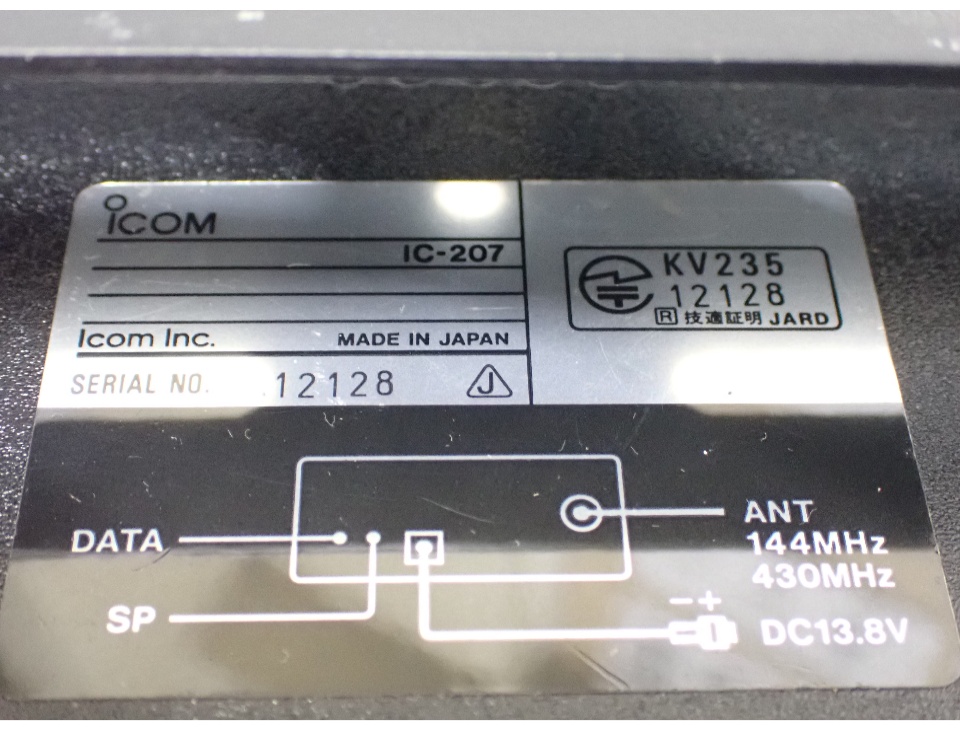 iCOM
IC-207
Icom Inc. MADE IN JAPAN
SERIAL NO. 12128 J
KV235
12128
R 技適証明 JARD
DATA
SP
ANT
144MHz
430MHz
− +
DC13.8V